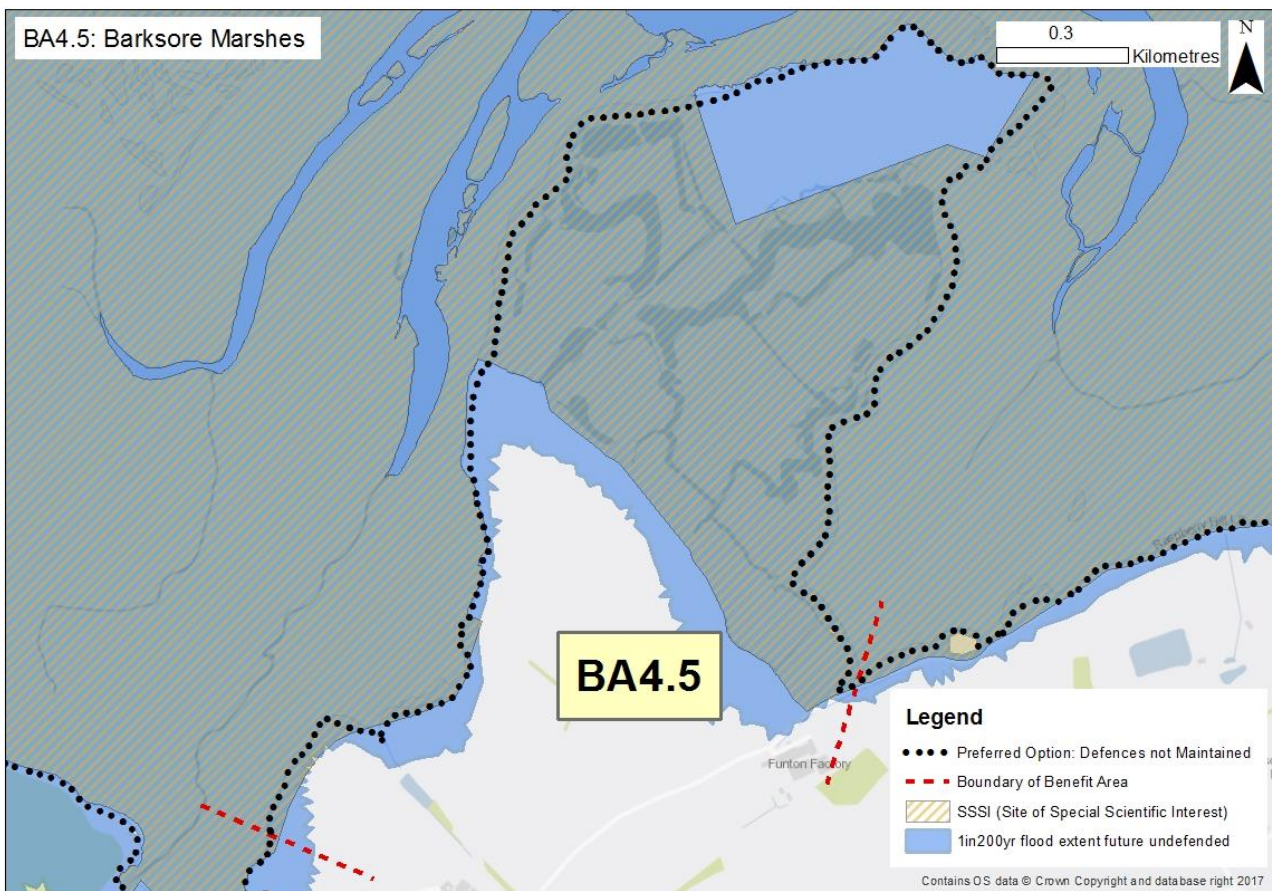 BA4.5: Barksore Marshes
0.3
Kilometres
N
Raspberry Hill
BA4.5
Funton Factory
Legend
Preferred Option: Defences not Maintained
Boundary of Benefit Area
SSSI (Site of Special Scientific Interest)
1in200yr flood extent future undefended
Contains OS data © Crown Copyright and database right 2017